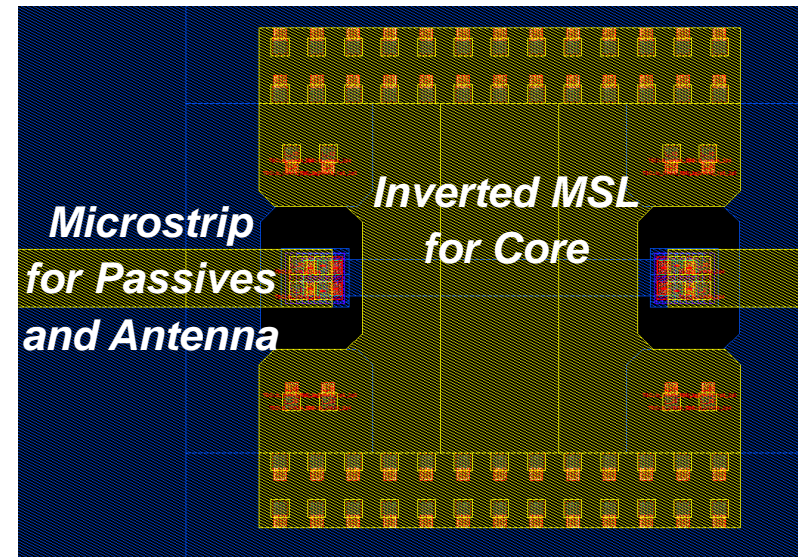 Microstrip
for Passives
and Antenna
Inverted MSL
for Core